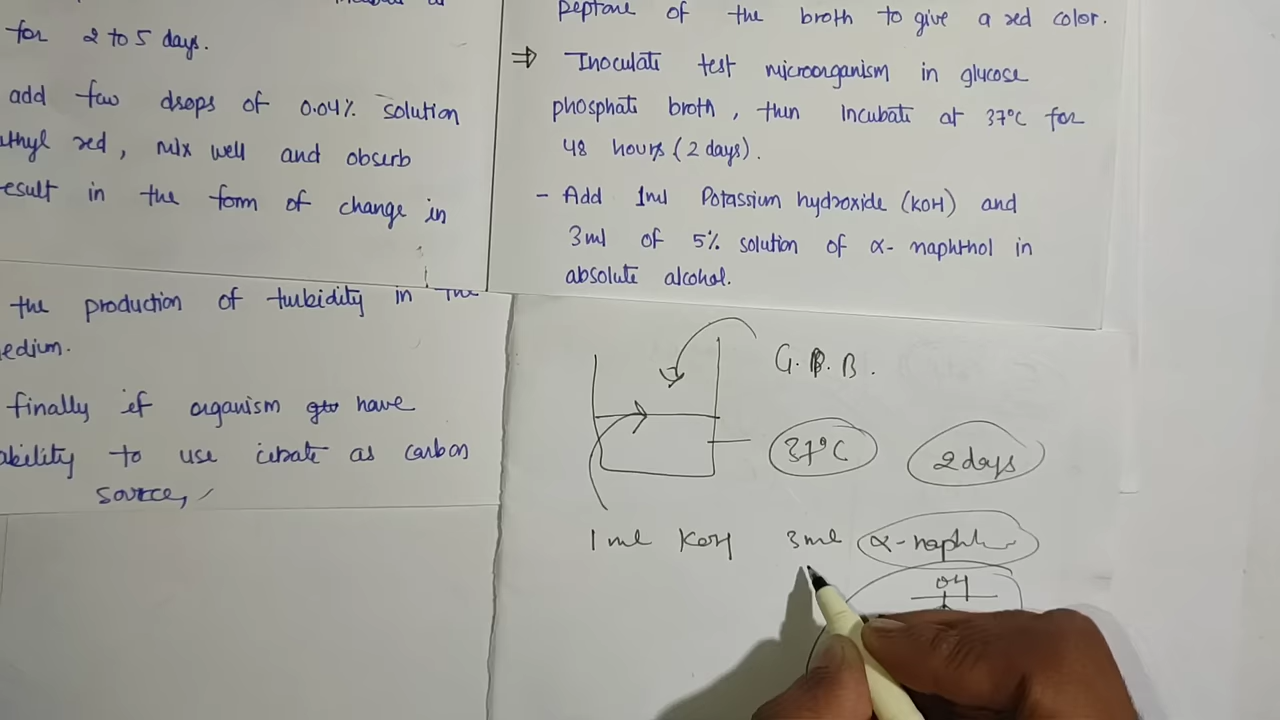 for 2 to 5 days.
add few drops of 0.04% solution
thyl red, mix well and obserb
esult in the form of change in
the production of turbidity in the
edium.
finally if organism have
ability to use citrate as carbon
source,
peptone of the broth to give a red color.
⇒ Inoculate test microorganism in glucose
phosphate broth, then incubate at 37°C for
48 hours (2 days).
- Add 1ml Potassium hydroxide (KOH) and
3ml of 5% solution of α-naphthol in
absolute alcohol.
37°C 2 days
1ml KOH 3ml
OH